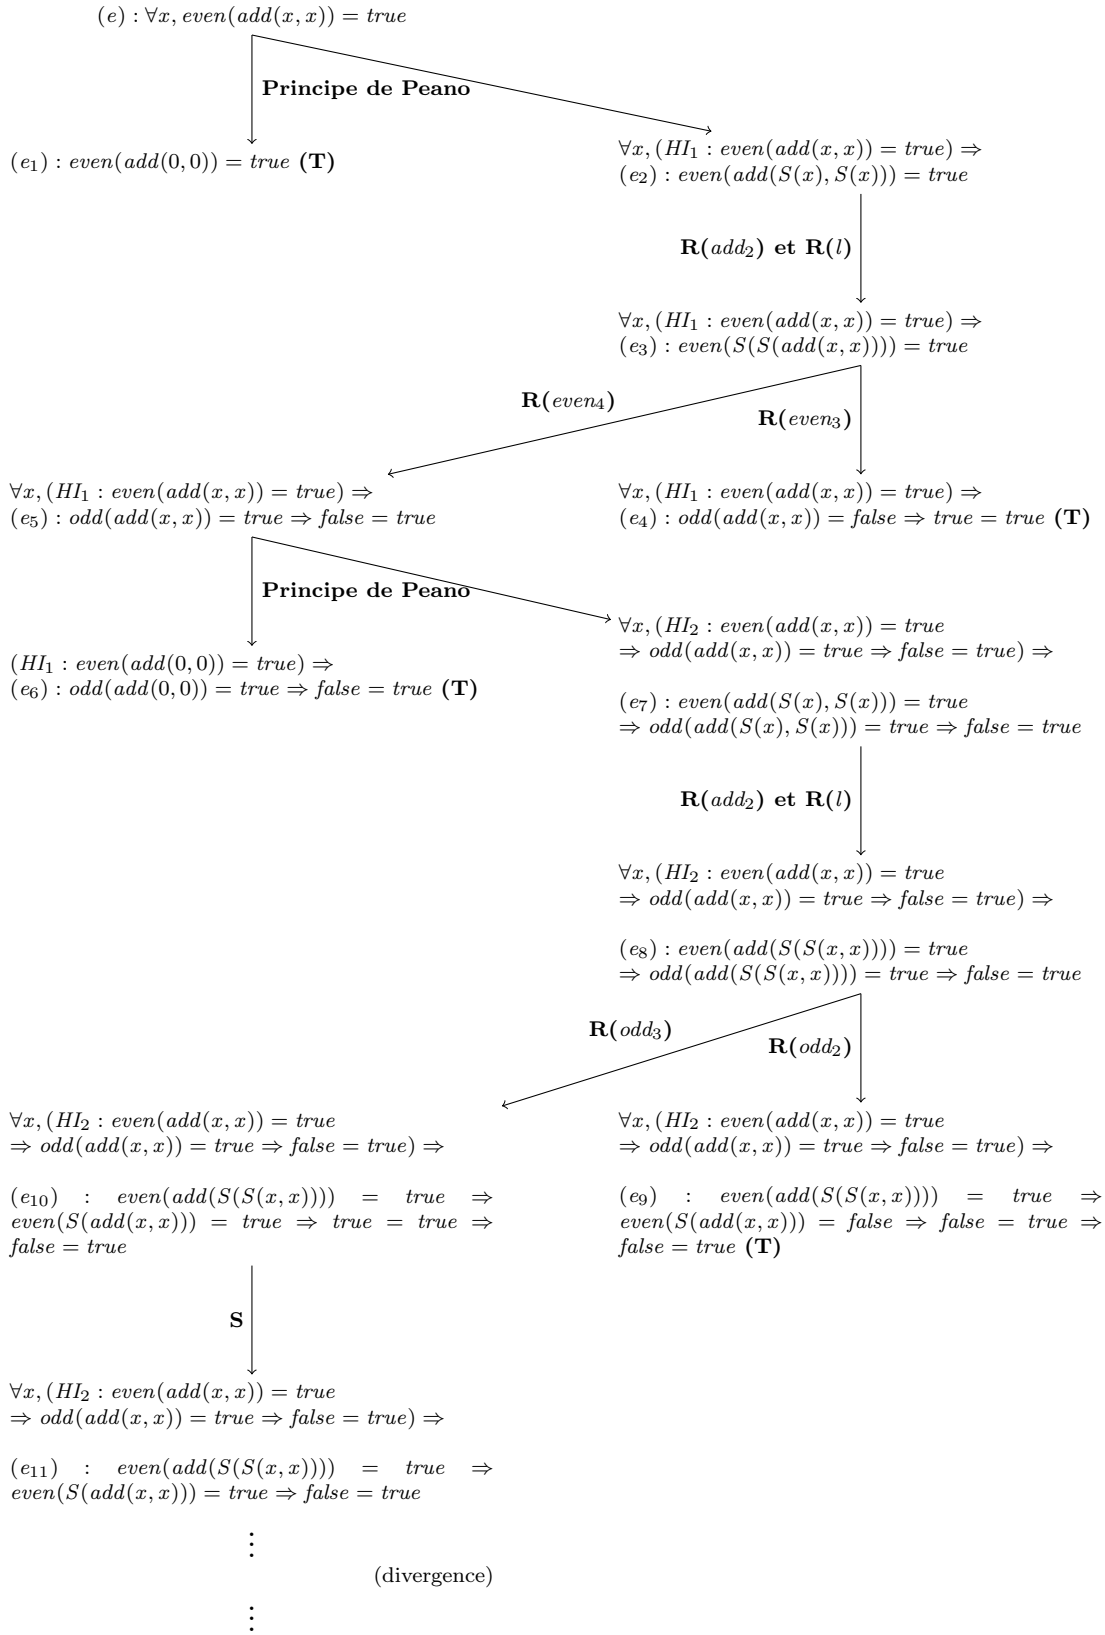 (e) : ∀x, even(add(x, x)) = true
Principe de Peano
(e₁) : even(add(0, 0)) = true (T)
∀x, (HI₁ : even(add(x, x)) = true) ⇒
(e₂) : even(add(S(x), S(x))) = true
R(add₂) et R(l)
∀x, (HI₁ : even(add(x, x)) = true) ⇒
(e₃) : even(S(S(add(x, x)))) = true
R(even₄)
R(even₃)
∀x, (HI₁ : even(add(x, x)) = true) ⇒
(e₅) : odd(add(x, x)) = true ⇒ false = true
∀x, (HI₁ : even(add(x, x)) = true) ⇒
(e₄) : odd(add(x, x)) = false ⇒ true = true (T)
Principe de Peano
(HI₁ : even(add(0, 0)) = true) ⇒
(e₆) : odd(add(0, 0)) = true ⇒ false = true (T)
∀x, (HI₂ : even(add(x, x)) = true
⇒ odd(add(x, x)) = true ⇒ false = true) ⇒
(e₇) : even(add(S(x), S(x))) = true
⇒ odd(add(S(x), S(x))) = true ⇒ false = true
R(add₂) et R(l)
∀x, (HI₂ : even(add(x, x)) = true
⇒ odd(add(x, x)) = true ⇒ false = true) ⇒
(e₈) : even(add(S(S(x, x)))) = true
⇒ odd(add(S(S(x, x)))) = true ⇒ false = true
R(odd₃)
R(odd₂)
∀x, (HI₂ : even(add(x, x)) = true
⇒ odd(add(x, x)) = true ⇒ false = true) ⇒
(e₁₀) : even(add(S(S(x, x)))) = true ⇒
even(S(add(x, x))) = true ⇒ true = true ⇒
false = true
∀x, (HI₂ : even(add(x, x)) = true
⇒ odd(add(x, x)) = true ⇒ false = true) ⇒
(e₉) : even(add(S(S(x, x)))) = true ⇒
even(S(add(x, x))) = false ⇒ false = true ⇒
false = true (T)
S
∀x, (HI₂ : even(add(x, x)) = true
⇒ odd(add(x, x)) = true ⇒ false = true) ⇒
(e₁₁) : even(add(S(S(x, x)))) = true ⇒
even(S(add(x, x))) = true ⇒ false = true
⋮
(divergence)
⋮